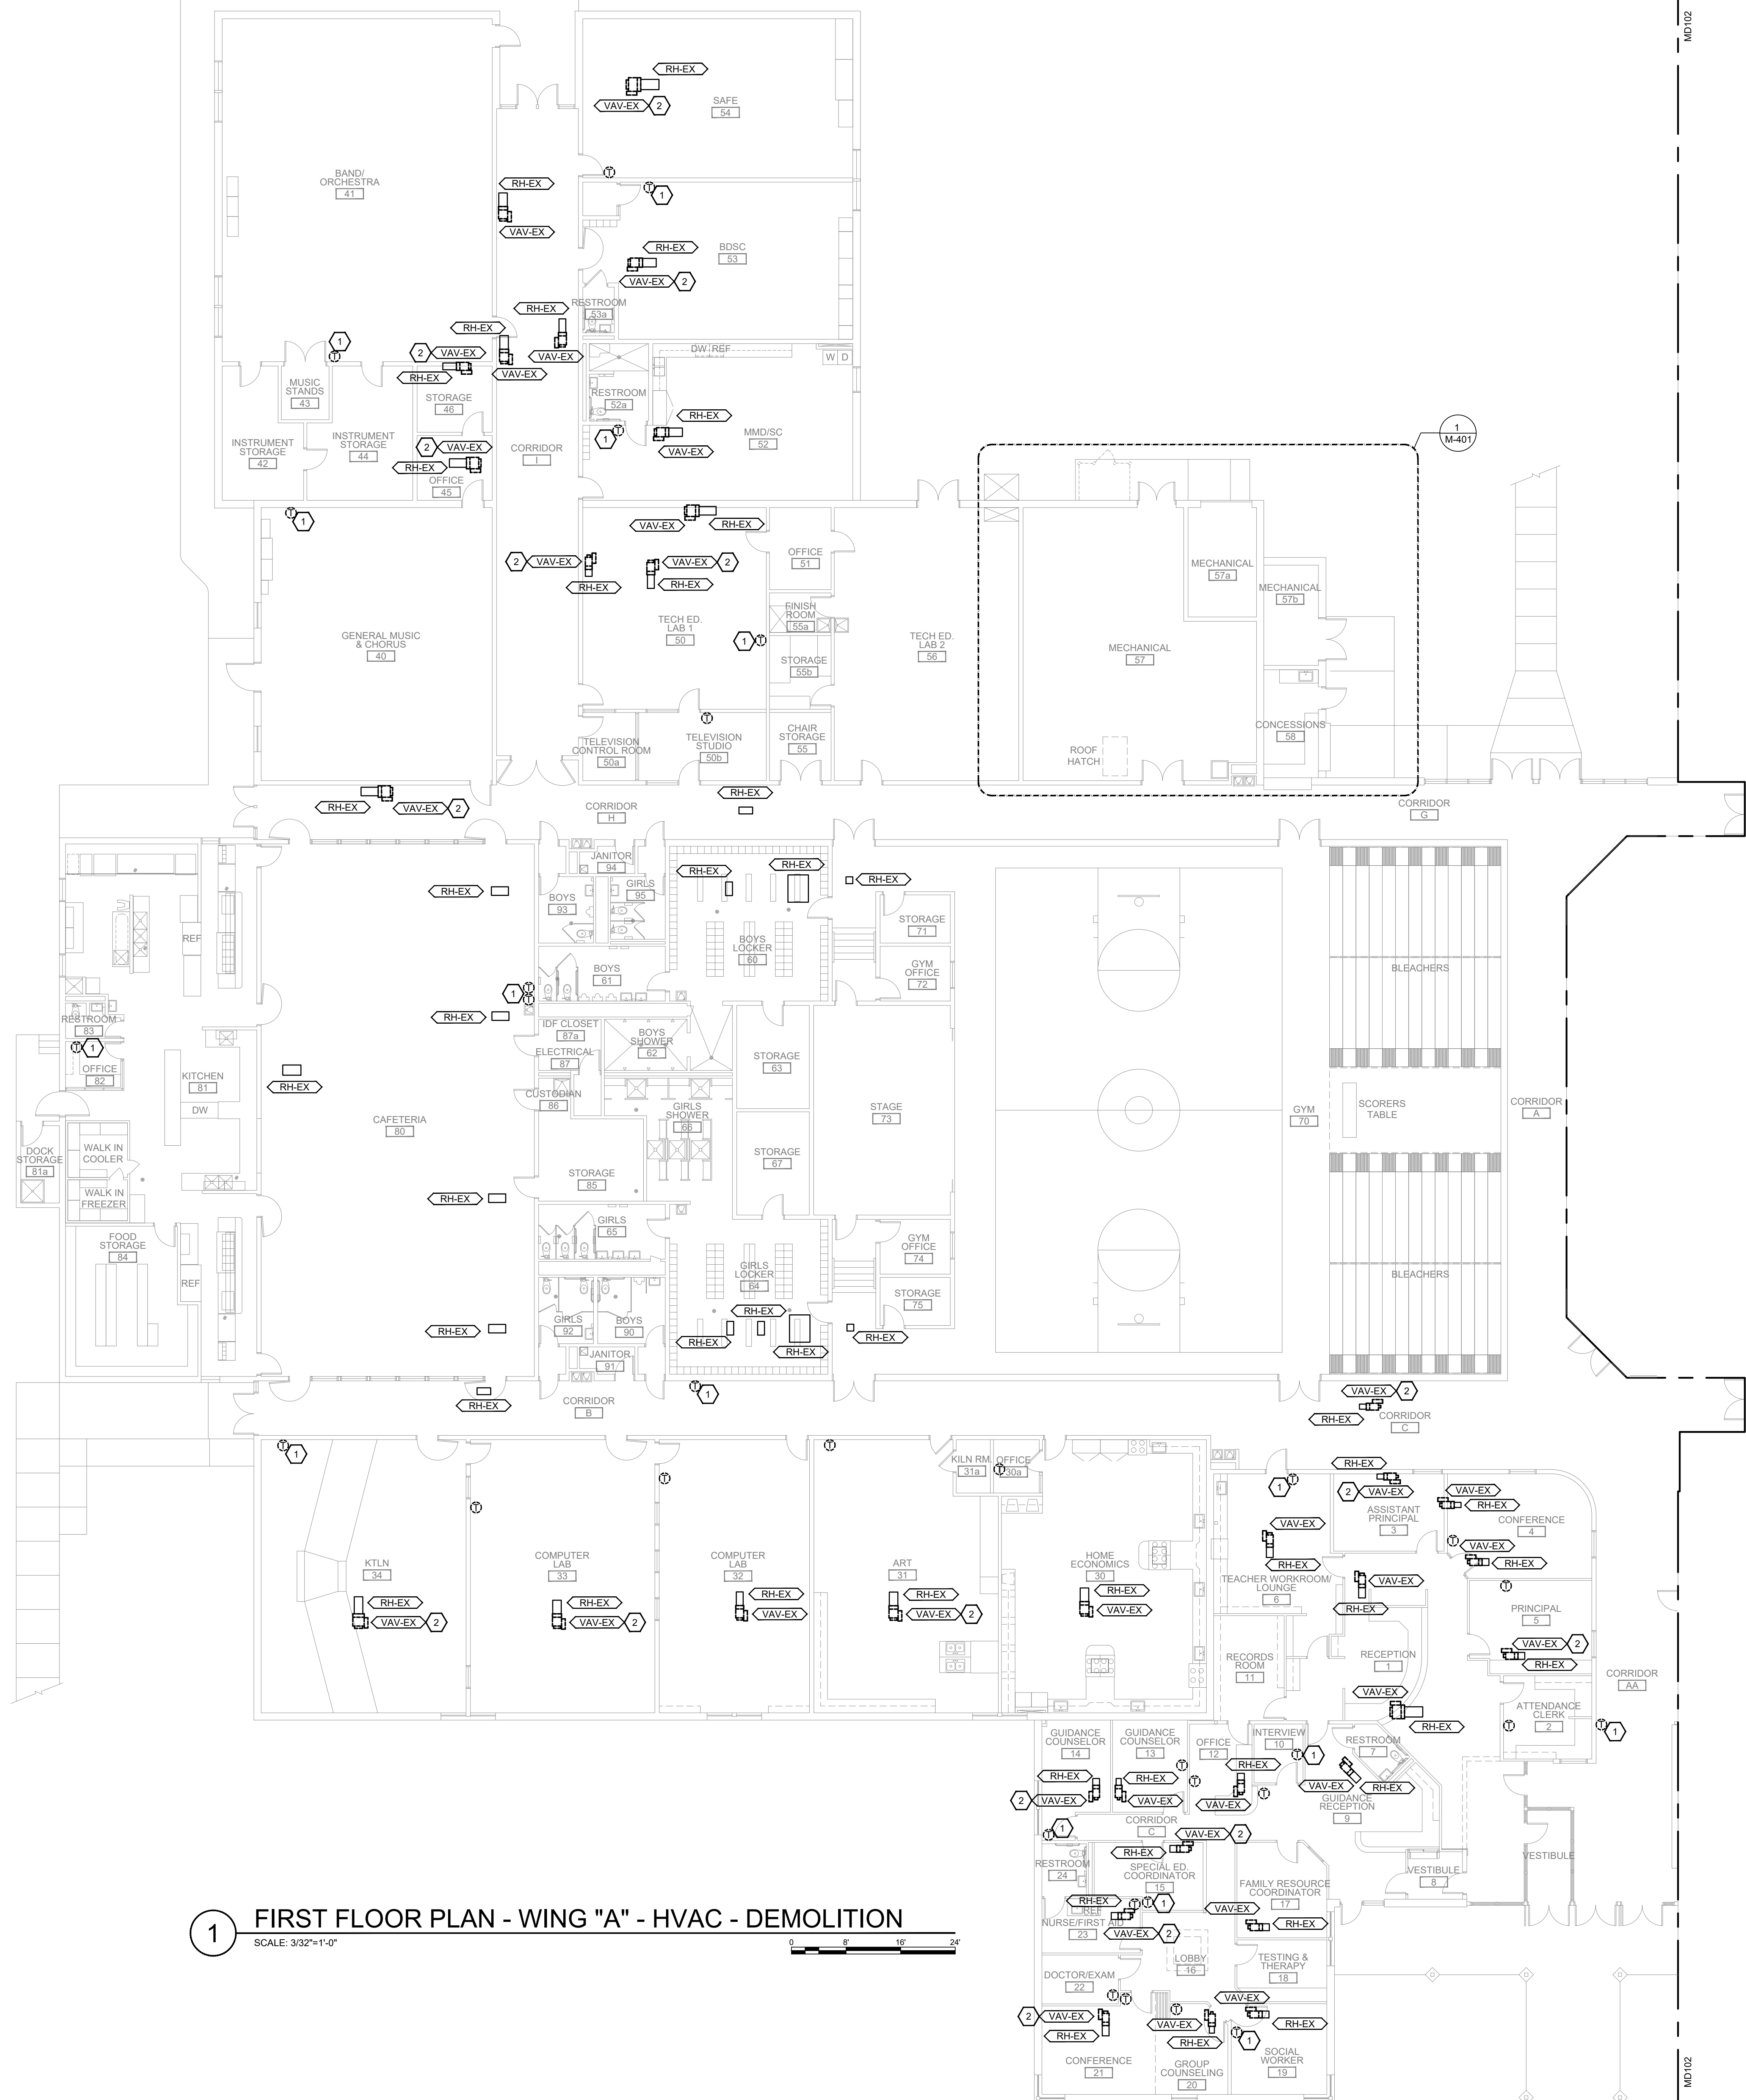 MD102
RH-EX
VAV-EX
2
SAFE
54
T
T
1
BAND/
ORCHESTRA
41
RH-EX
VAV-EX
RH-EX
BDSC
53
VAV-EX
2
RH-EX
RESTROOM
53a
RH-EX
1
T
2
VAV-EX
VAV-EX
RH-EX
VAV-EX
DW
REF
W
D
MUSIC
STANDS
43
STORAGE
46
RESTROOM
52a
RH-EX
1
T
MMD/SC
52
VAV-EX
1
M-401
INSTRUMENT
STORAGE
42
INSTRUMENT
STORAGE
44
2
VAV-EX
RH-EX
OFFICE
45
CORRIDOR
I
T
1
VAV-EX
RH-EX
2
VAV-EX
RH-EX
VAV-EX
2
RH-EX
OFFICE
51
MECHANICAL
57a
MECHANICAL
57b
FINISH
ROOM
55a
TECH ED.
LAB 1
50
1
T
GENERAL MUSIC
& CHORUS
40
STORAGE
55b
TECH ED.
LAB 2
56
MECHANICAL
57
T
TELEVISION
CONTROL ROOM
50a
TELEVISION
STUDIO
50b
CHAIR
STORAGE
55
ROOF
HATCH
CONCESSIONS
58
RH-EX
VAV-EX
2
RH-EX
CORRIDOR
H
CORRIDOR
G
JANITOR
94
RH-EX
RH-EX
RH-EX
RH-EX
BOYS
93
GIRLS
95
STORAGE
71
REF
BOYS
LOCKER
60
BLEACHERS
BOYS
61
GYM
OFFICE
72
1
T
T
RH-EX
RESTROOM
83
T
1
OFFICE
82
IDF CLOSET
87a
BOYS
SHOWER
62
ELECTRICAL
87
STORAGE
63
KITCHEN
81
RH-EX
DW
CUSTODIAN
86
GIRLS
SHOWER
66
CAFETERIA
80
STAGE
73
GYM
70
SCORERS
TABLE
CORRIDOR
A
DOCK
STORAGE
81a
WALK IN
COOLER
STORAGE
67
STORAGE
85
WALK IN
FREEZER
RH-EX
FOOD
STORAGE
84
GIRLS
65
GYM
OFFICE
74
REF
GIRLS
LOCKER
64
BLEACHERS
STORAGE
75
RH-EX
GIRLS
92
BOYS
90
RH-EX
RH-EX
RH-EX
RH-EX
JANITOR
91
RH-EX
T
1
CORRIDOR
B
VAV-EX
2
RH-EX
CORRIDOR
C
T
1
T
T
T
KILN RM.
31a
OFFICE
30a
T
1
T
RH-EX
2
VAV-EX
ASSISTANT
PRINCIPAL
3
VAV-EX
RH-EX
CONFERENCE
4
T
VAV-EX
RH-EX
VAV-EX
RH-EX
KTLN
34
COMPUTER
LAB
33
COMPUTER
LAB
32
ART
31
HOME
ECONOMICS
30
TEACHER WORKROOM/
LOUNGE
6
VAV-EX
RH-EX
T
RH-EX
VAV-EX
2
RH-EX
VAV-EX
2
RH-EX
VAV-EX
RH-EX
VAV-EX
2
RH-EX
VAV-EX
PRINCIPAL
5
VAV-EX
2
RH-EX
RECORDS
ROOM
11
RECEPTION
1
CORRIDOR
AA
VAV-EX
RH-EX
ATTENDANCE
CLERK
2
T
T
1
GUIDANCE
COUNSELOR
14
GUIDANCE
COUNSELOR
13
OFFICE
12
INTERVIEW
10
T
1
RESTROOM
7
T
T
T
RH-EX
RH-EX
RH-EX
2
VAV-EX
VAV-EX
VAV-EX
VAV-EX
RH-EX
GUIDANCE
RECEPTION
9
T
1
CORRIDOR
C
VAV-EX
2
RH-EX
RESTROOM
24
SPECIAL ED.
COORDINATOR
15
VESTIBULE
VESTIBULE
8
FAMILY RESOURCE
COORDINATOR
17
RH-EX
REF
T
T
1
VAV-EX
RH-EX
NURSE/FIRST AID
23
VAV-EX
2
LOBBY
16
TESTING &
THERAPY
18
DOCTOR/EXAM
22
T
T
T
VAV-EX
2
VAV-EX
RH-EX
VAV-EX
RH-EX
RH-EX
T
1
CONFERENCE
21
GROUP
COUNSELING
20
SOCIAL
WORKER
19
1
FIRST FLOOR PLAN - WING "A" - HVAC - DEMOLITION
SCALE: 3/32"=1'-0"
0
8'
16'
24'
MD102